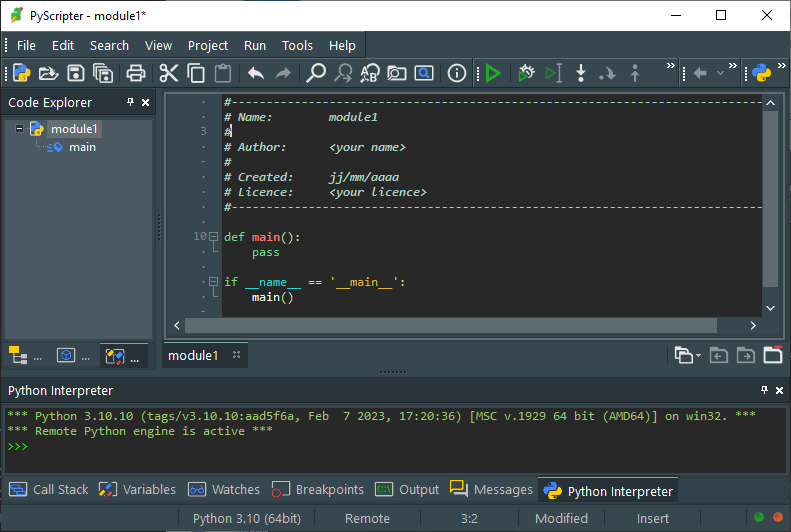 PyScripter - module1*
File Edit Search View Project Run Tools Help
Code Explorer
module1
main
#---------------------------------------------------------------------------
# Name:        module1
3 #
# Author:      <your name>
#
# Created:     jj/mm/aaaa
# Licence:     <your licence>
#---------------------------------------------------------------------------
10 def main():
    pass
if __name__ == '__main__':
    main()
... ... ...
module1
Python Interpreter
*** Python 3.10.10 (tags/v3.10.10:aad5f6a, Feb  7 2023, 17:20:36) [MSC v.1929 64 bit (AMD64)] on win32. ***
*** Remote Python engine is active ***
>>>
Call Stack Variables Watches Breakpoints Output Messages Python Interpreter
Python 3.10 (64bit) Remote 3:2 Modified Insert